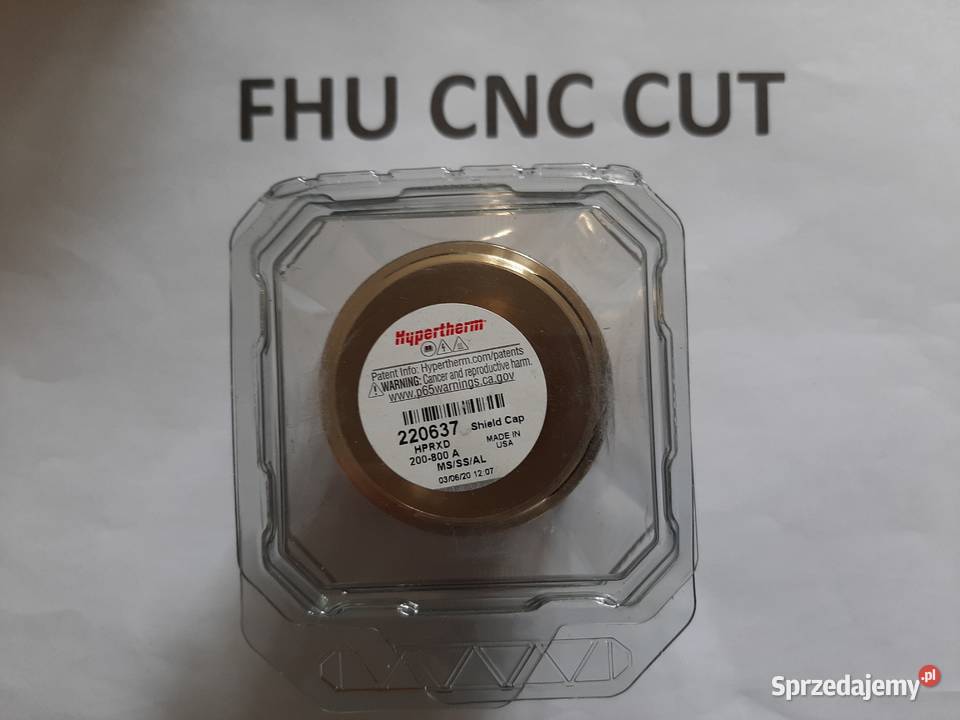 FHU CNC CUT
Hypertherm
Patent Info: Hypertherm.com/patents
WARNING: Cancer and reproductive harm.
www.p65warnings.ca.gov
220637 Shield Cap
HPRXD MADE IN
200-800 A USA
MS/SS/AL
03/06/20 12:07
Sprzedajemy.pl